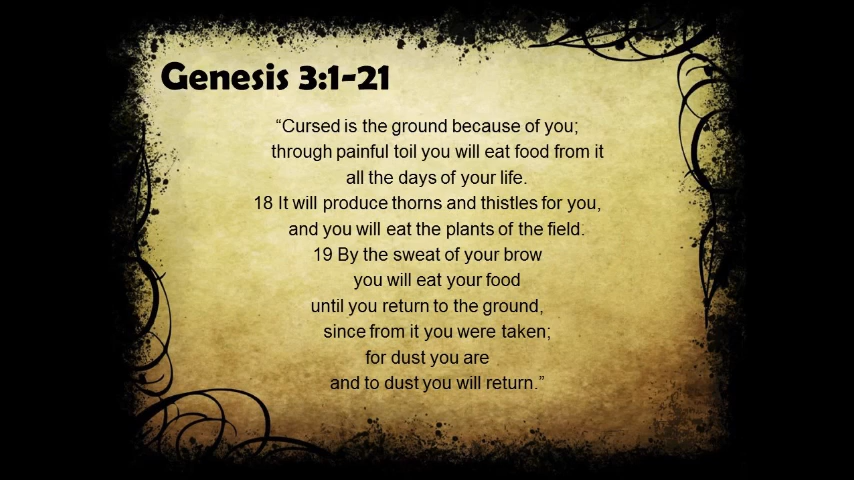 Genesis 3:1-21
“Cursed is the ground because of you;
through painful toil you will eat food from it
all the days of your life.
18 It will produce thorns and thistles for you,
and you will eat the plants of the field.
19 By the sweat of your brow
you will eat your food
until you return to the ground,
since from it you were taken;
for dust you are
and to dust you will return.”